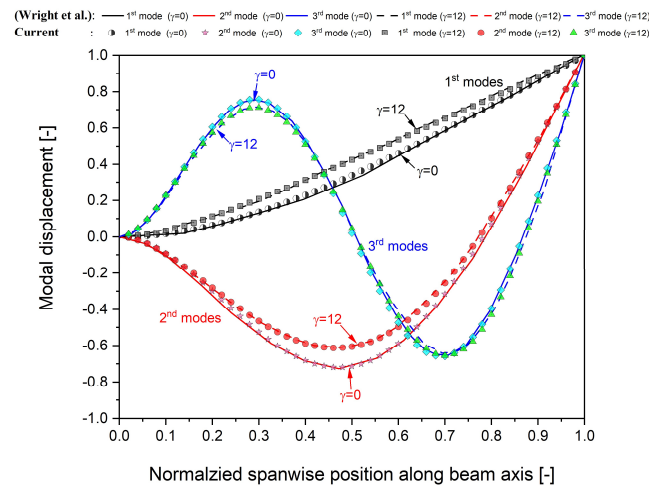 (Wright et al.): 1st mode (γ=0) 2nd mode (γ=0) 3rd mode (γ=0) 1st mode (γ=12) 2nd mode (γ=12) 3rd mode (γ=12)
Current : 1st mode (γ=0) 2nd mode (γ=0) 3rd mode (γ=0) 1st mode (γ=12) 2nd mode (γ=12) 3rd mode (γ=12)
1.0
0.8
0.6
0.4
0.2
0.0
-0.2
-0.4
-0.6
-0.8
-1.0
Modal displacement [-]
γ=0
1st modes
γ=12
γ=12
γ=0
3rd modes
2nd modes
γ=12
γ=0
0.0 0.1 0.2 0.3 0.4 0.5 0.6 0.7 0.8 0.9 1.0
Normalzied spanwise position along beam axis [-]